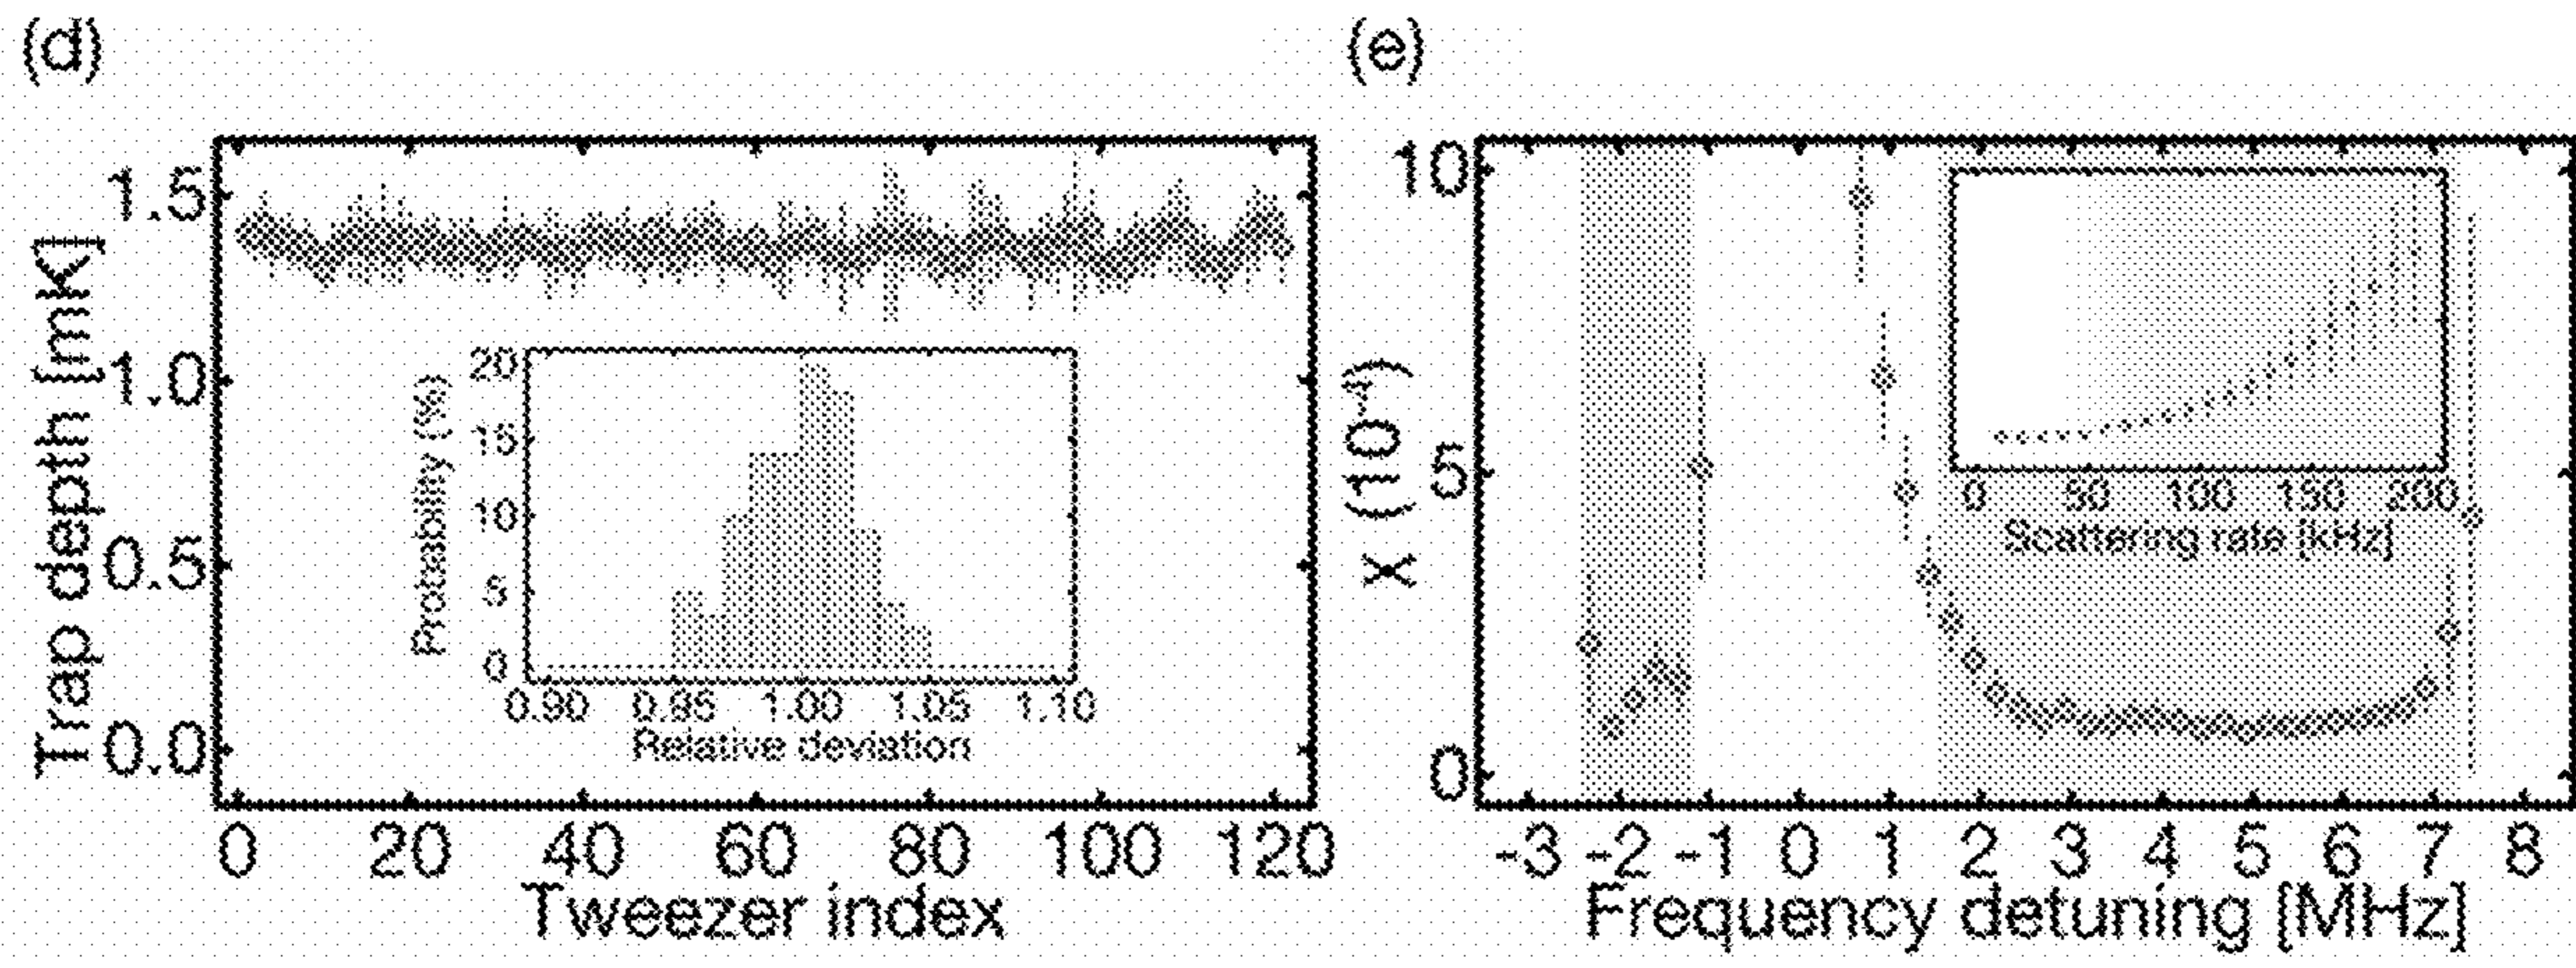 (d)
Trap depth [mK]
1.5
1.0
0.5
0.0
Probability (%)
20
15
10
5
0
0.90 0.95 1.00 1.05 1.10
Relative deviation
0 20 40 60 80 100 120
Tweezer index
(e)
χ (10⁻⁴)
10
5
0
0 50 100 150 200
Scattering rate [kHz]
-3 -2 -1 0 1 2 3 4 5 6 7 8
Frequency detuning [MHz]